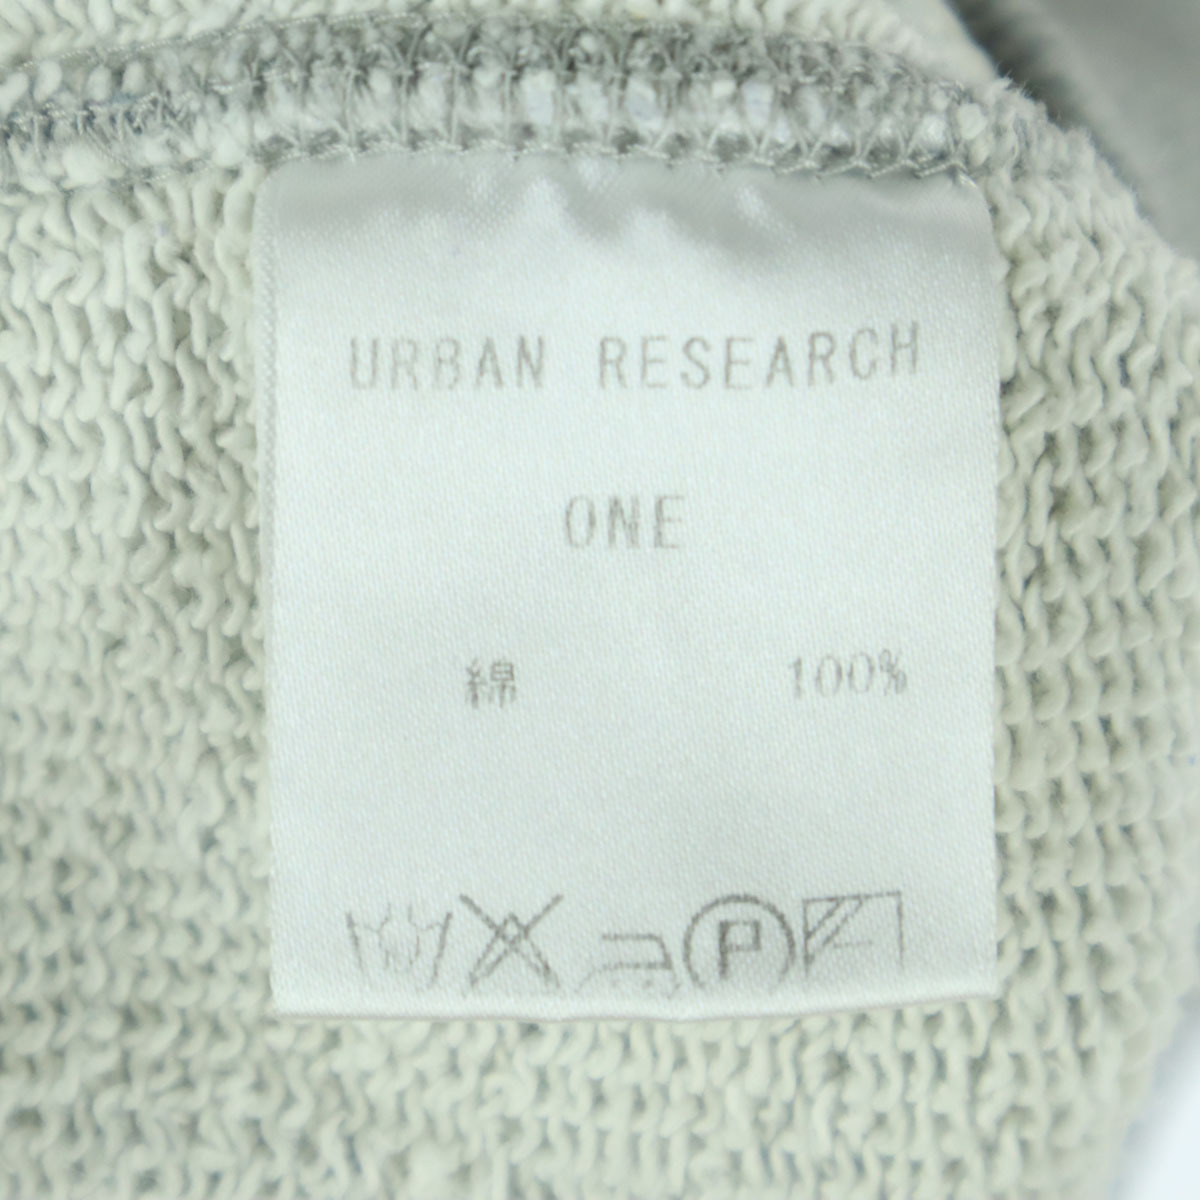 URBAN RESEARCH
ONE
綿 100%
P